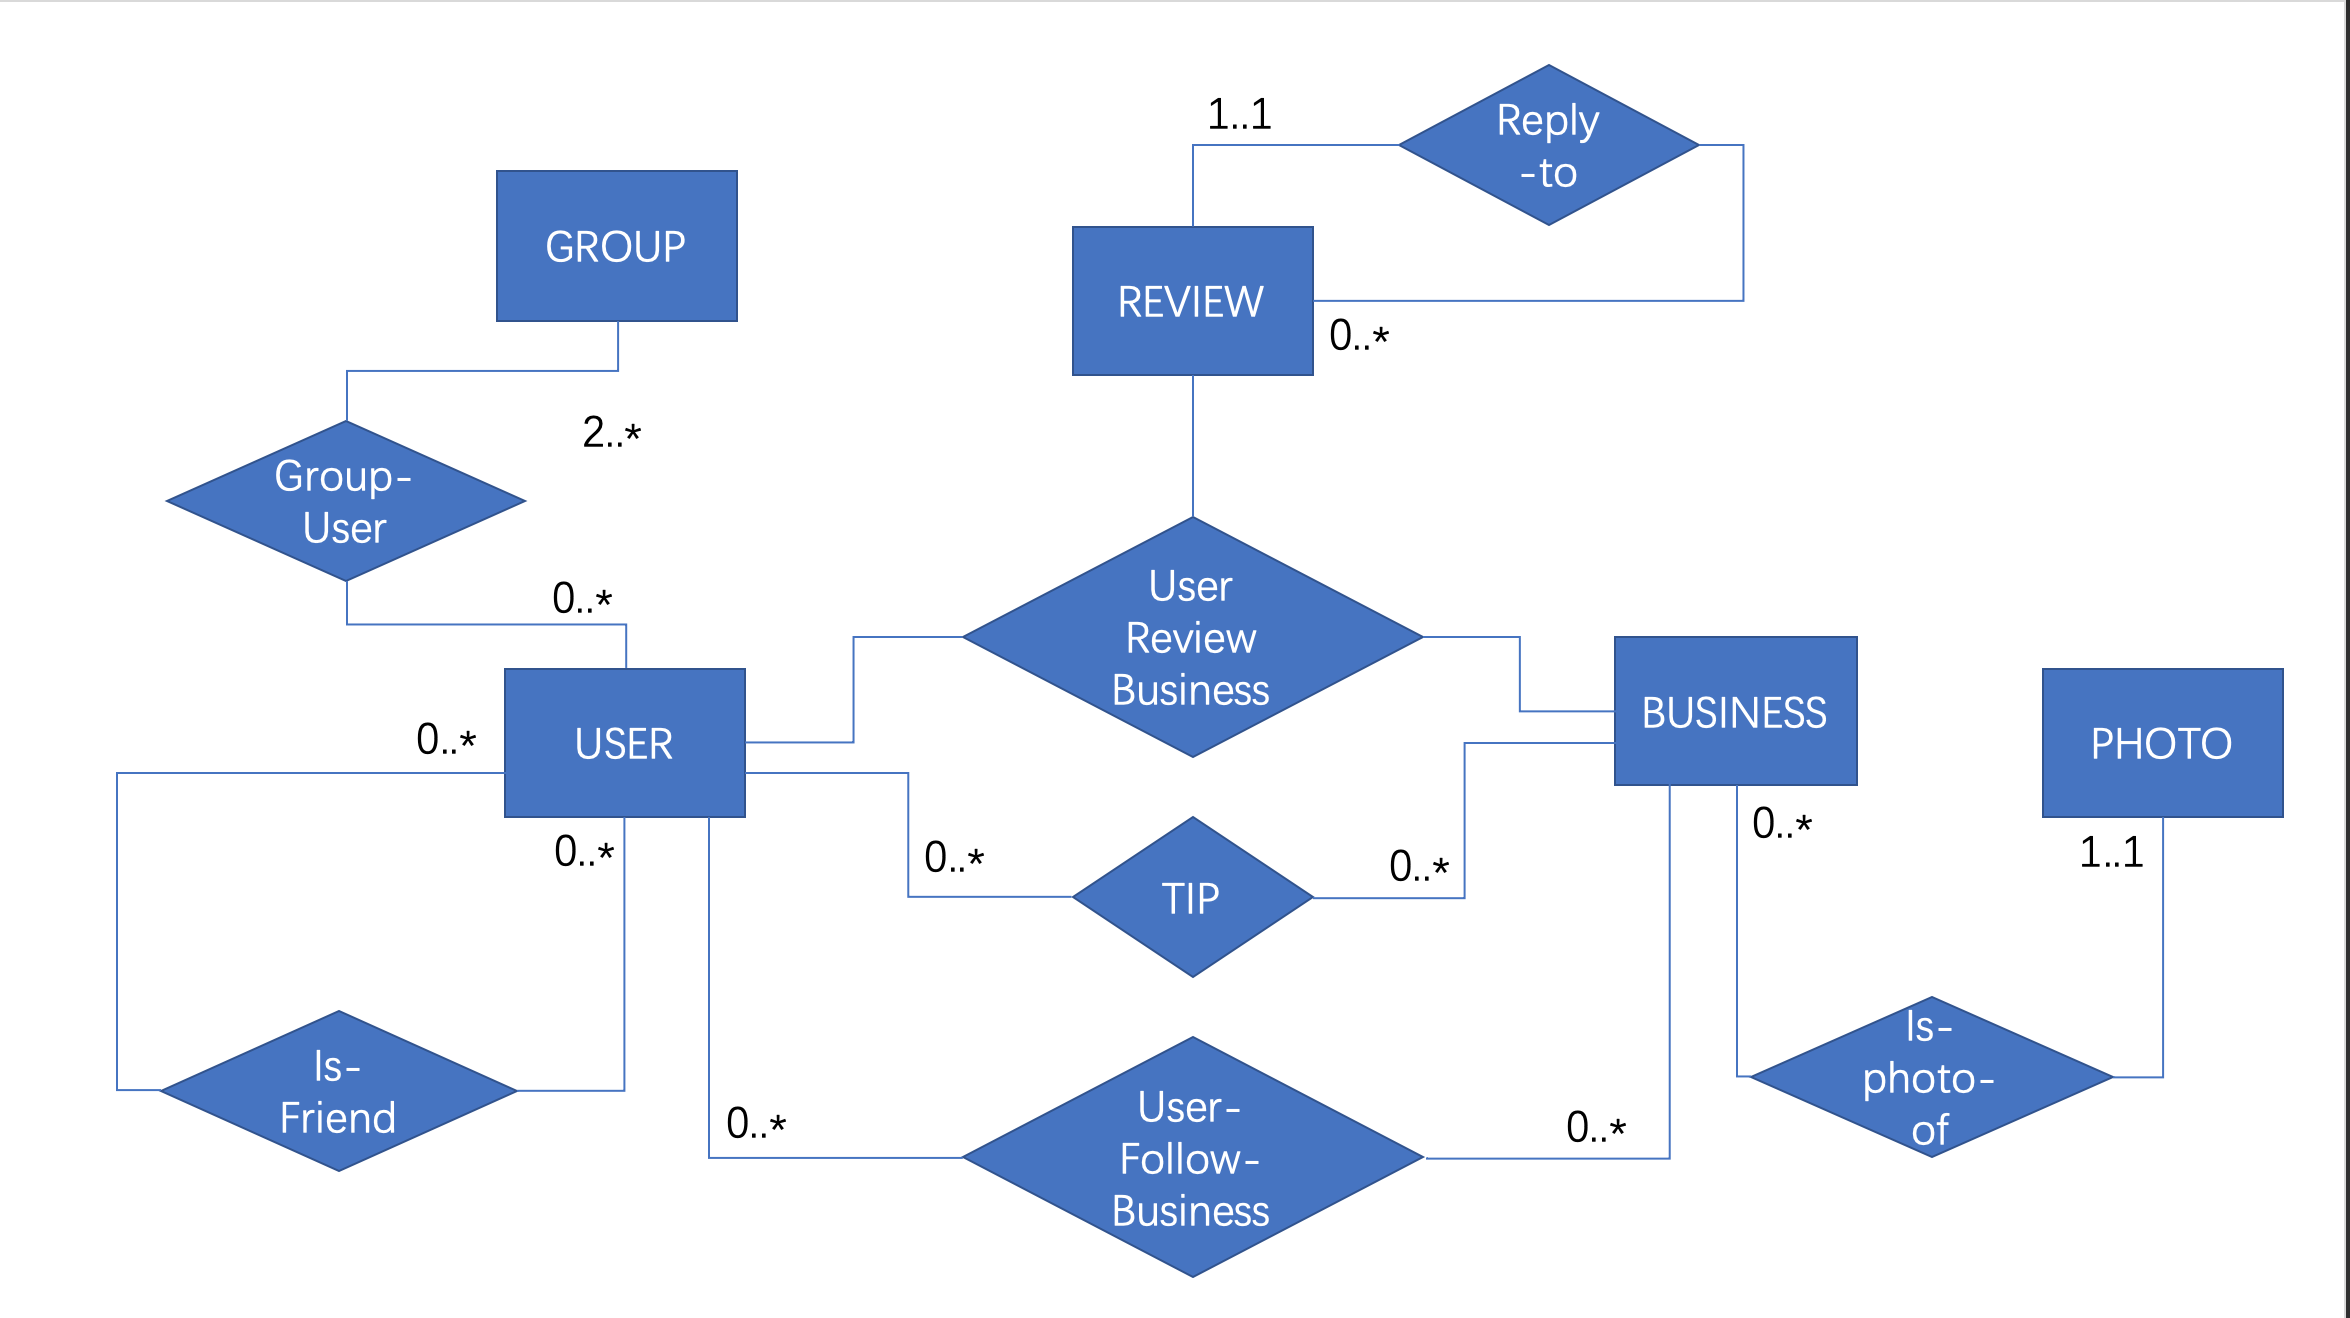 1..1
Reply
-to
GROUP
REVIEW
0..*
2..*
Group-
User
0..*
User
Review
Business
BUSINESS
PHOTO
0..*
USER
0..*
1..1
0..*
0..*
0..*
TIP
Is-
photo-
of
Is-
Friend
0..*
User-
Follow-
Business
0..*